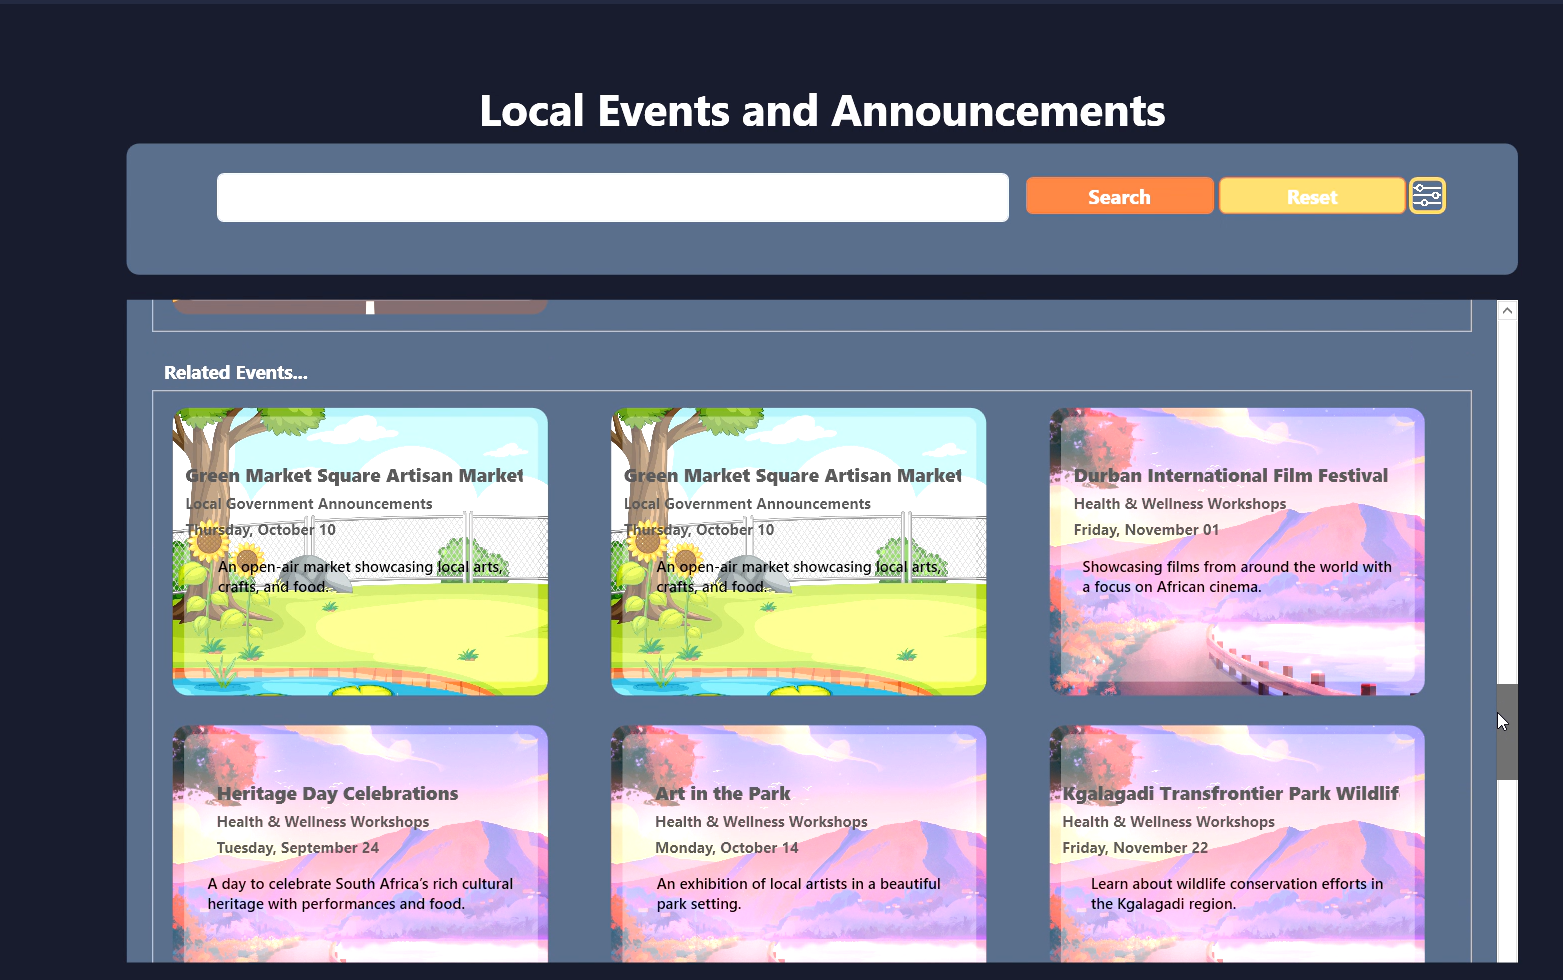 Local Events and Announcements
Search
Reset
Related Events...
Green Market Square Artisan Market
Local Government Announcements
Thursday, October 10
An open-air market showcasing local arts,
crafts, and food.
Green Market Square Artisan Market
Local Government Announcements
Thursday, October 10
An open-air market showcasing local arts,
crafts, and food.
Durban International Film Festival
Health & Wellness Workshops
Friday, November 01
Showcasing films from around the world with
a focus on African cinema.
Heritage Day Celebrations
Health & Wellness Workshops
Tuesday, September 24
A day to celebrate South Africa's rich cultural
heritage with performances and food.
Art in the Park
Health & Wellness Workshops
Monday, October 14
An exhibition of local artists in a beautiful
park setting.
Kgalagadi Transfrontier Park Wildlif
Health & Wellness Workshops
Friday, November 22
Learn about wildlife conservation efforts in
the Kgalagadi region.